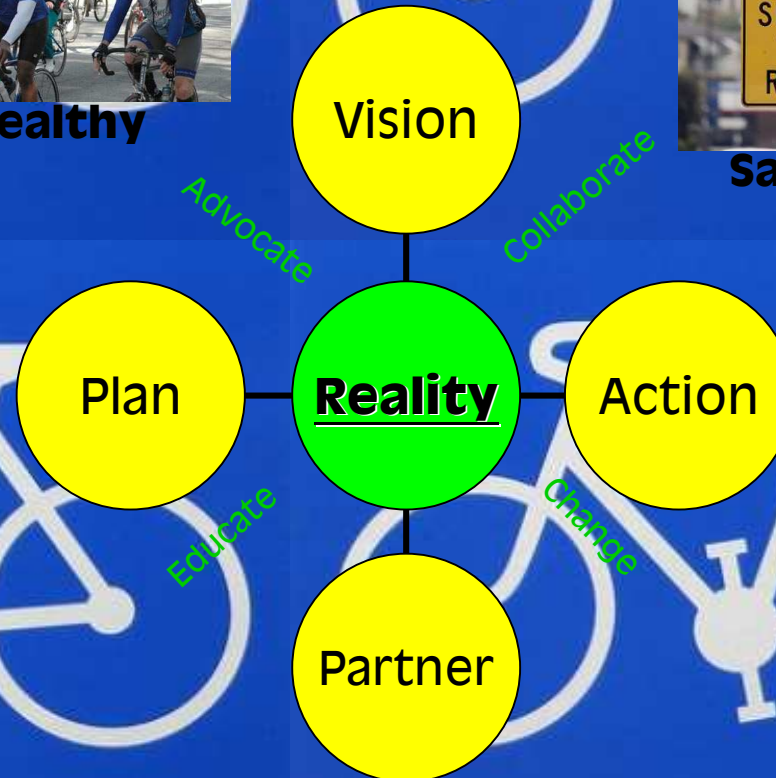 S
R
ealthy
Sa
Vision
Advocate
Collaborate
Plan
Reality
Action
Educate
Change
Partner